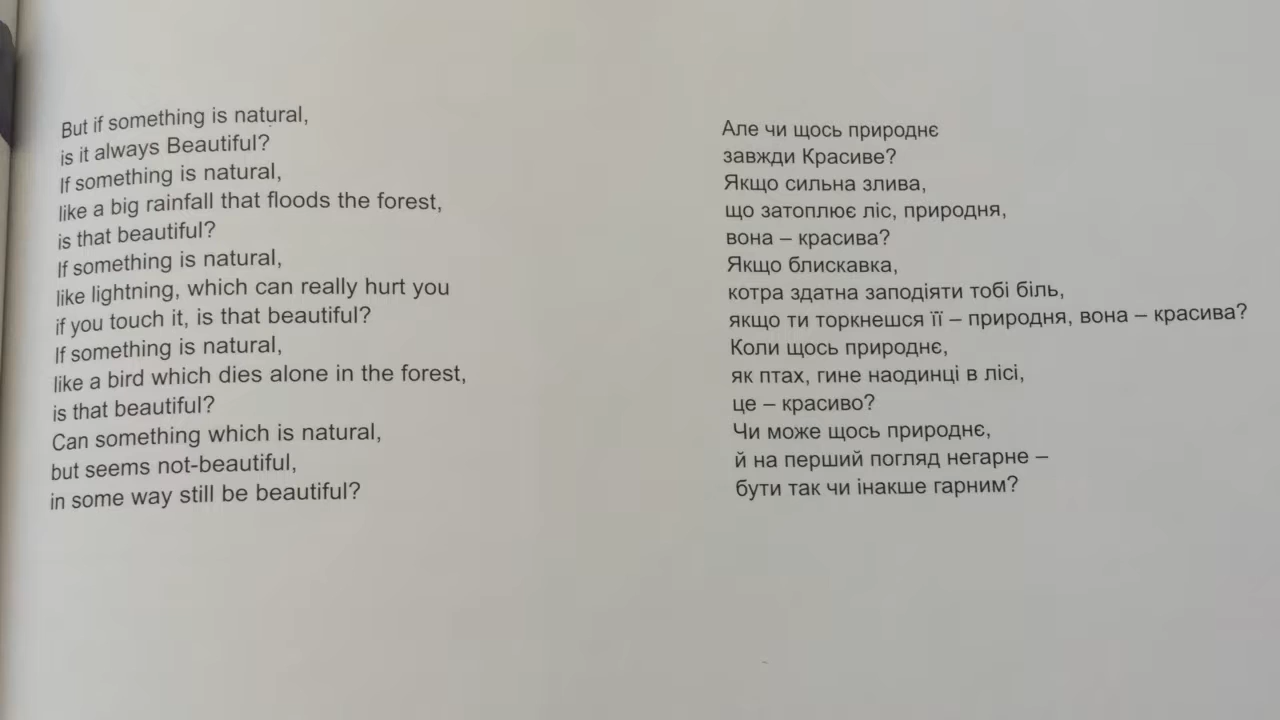 But if something is natural,
is it always Beautiful?
If something is natural,
like a big rainfall that floods the forest,
is that beautiful?
If something is natural,
like lightning, which can really hurt you
if you touch it, is that beautiful?
If something is natural,
like a bird which dies alone in the forest,
is that beautiful?
Can something which is natural,
but seems not-beautiful,
in some way still be beautiful?
Але чи щось природнє
завжди Красиве?
Якщо сильна злива,
що затоплює ліс, природня,
вона – красива?
Якщо блискавка,
котра здатна заподіяти тобі біль,
якщо ти торкнешся її – природня, вона – красива?
Коли щось природнє,
як птах, гине наодинці в лісі,
це – красиво?
Чи може щось природнє,
й на перший погляд негарне –
бути так чи інакше гарним?